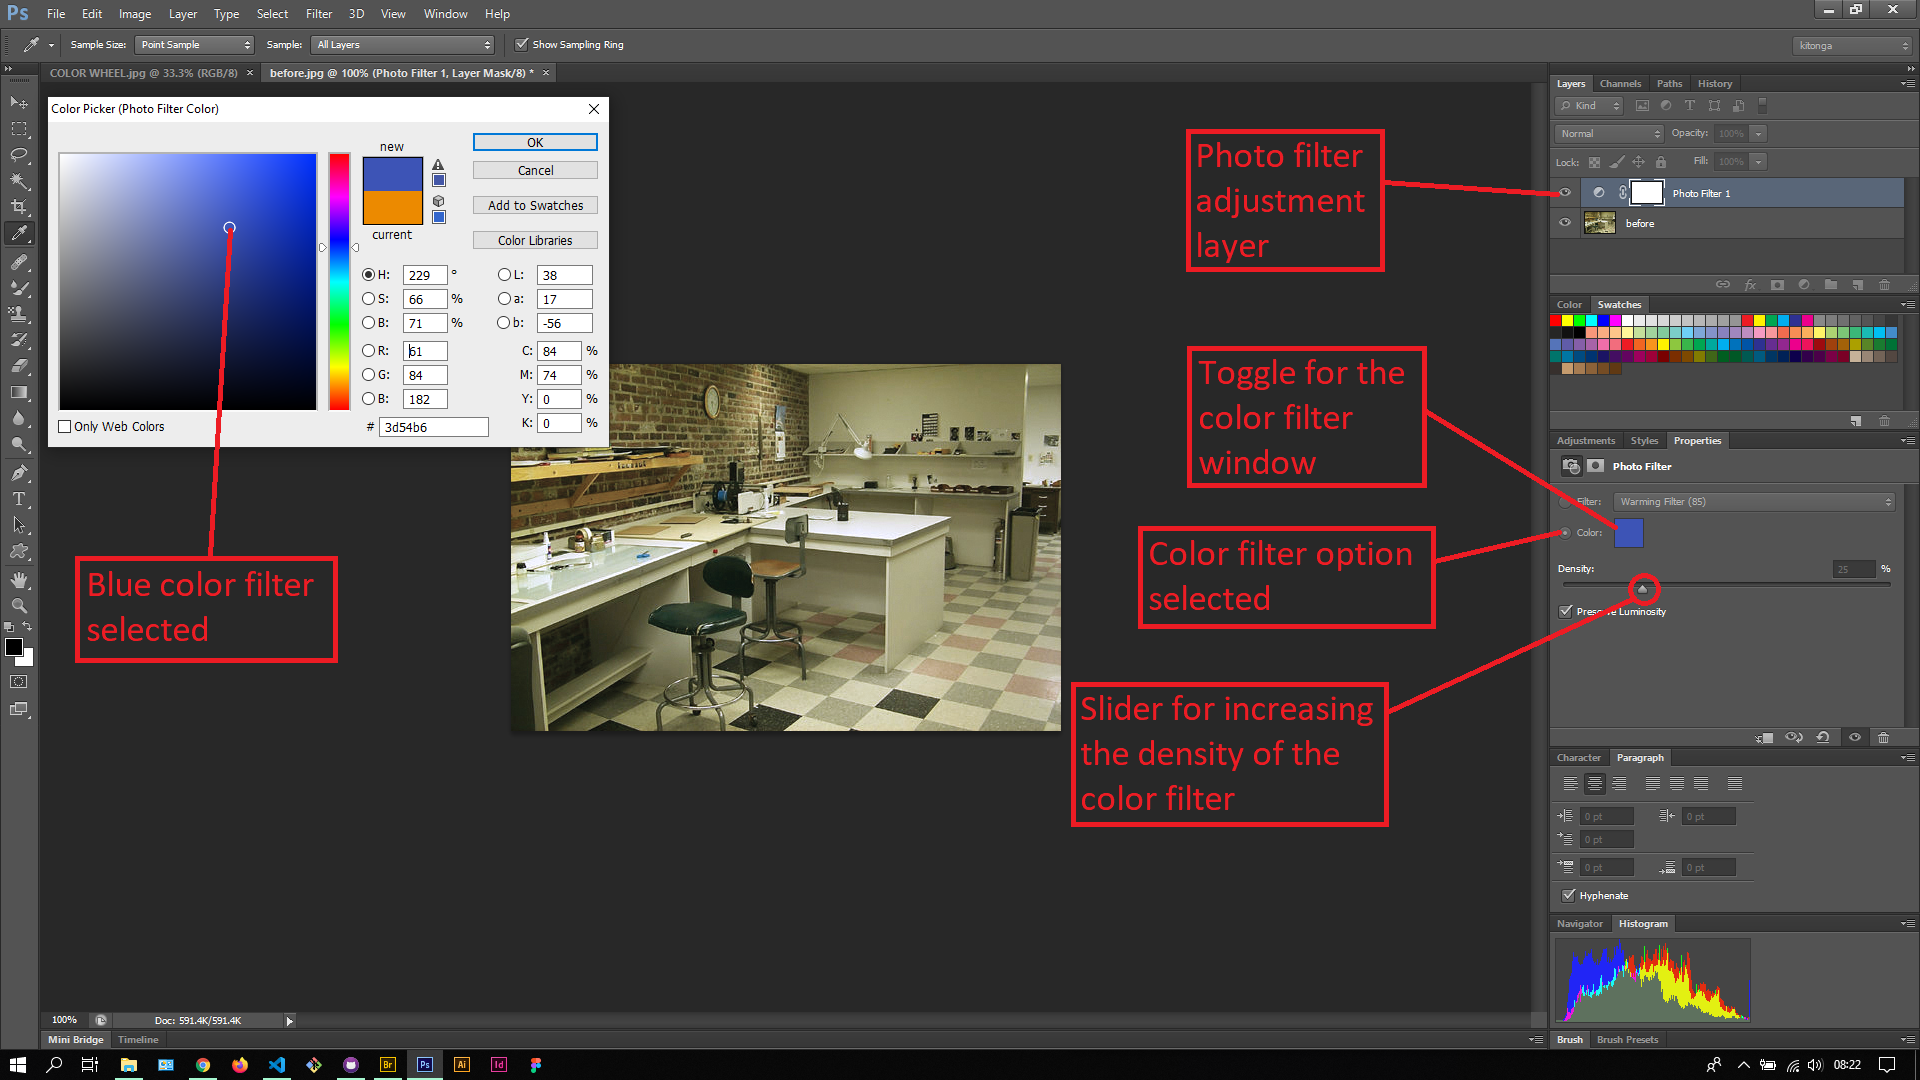 Ps File Edit Image Layer Type Select Filter 3D View Window Help
Sample Size: Point Sample Sample: All Layers Show Sampling Ring kitonga
COLOR WHEEL.jpg @ 33.3% (RGB/8) × before.jpg @ 100% (Photo Filter 1, Layer Mask/8) * ×
Color Picker (Photo Filter Color)
new
current
OK
Cancel
Add to Swatches
Color Libraries
H: 229 °
S: 66 %
B: 71 %
R: 61
G: 84
B: 182
L: 38
a: 17
b: -56
C: 84 %
M: 74 %
Y: 0 %
K: 0 %
# 3d54b6
Only Web Colors
Blue color filter
selected
Photo filter
adjustment
layer
Toggle for the
color filter
window
Color filter option
selected
Slider for increasing
the density of the
color filter
Layers Channels Paths History
Kind
Normal Opacity: 100%
Lock: Fill: 100%
Photo Filter 1
before
Color Swatches
Adjustments Styles Properties
Photo Filter
Filter: Warming Filter (85)
Color:
Density: 25 %
Preserve Luminosity
Character Paragraph
0 pt 0 pt
0 pt
0 pt 0 pt
Hyphenate
Navigator Histogram
100% Doc: 591.4K/591.4K
Mini Bridge Timeline
Brush Brush Presets
Br Ps Ai Id
08:22